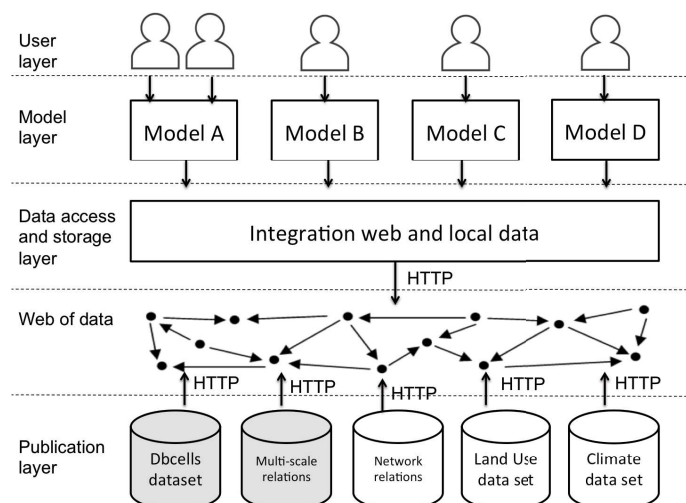 User
layer
Model
layer
Model A
Model B
Model C
Model D
Data access
and storage
layer
Integration web and local data
HTTP
Web of data
HTTP
HTTP
HTTP
HTTP
HTTP
Publication
layer
Dbcells
dataset
Multi-scale
relations
Network
relations
Land Use
data set
Climate
data set